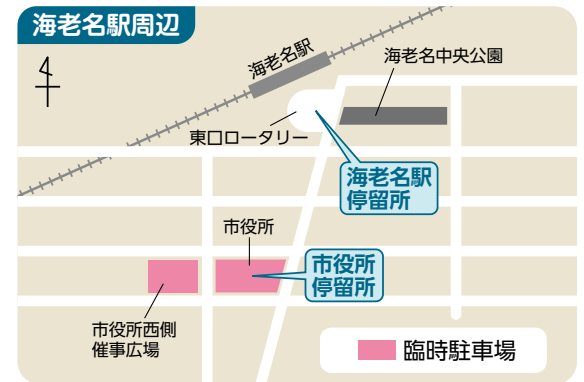 海老名駅周辺
海老名駅
海老名中央公園
東口ロータリー
海老名駅
停留所
市役所
市役所
停留所
市役所西側
催事広場
臨時駐車場